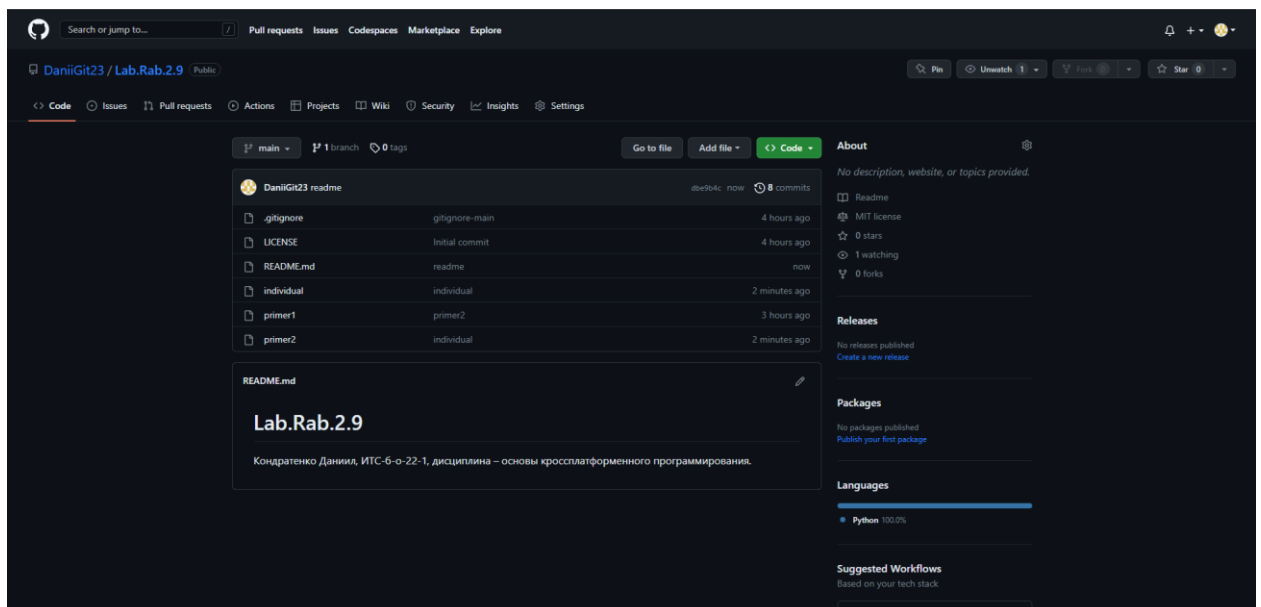 Search or jump to... / Pull requests Issues Codespaces Marketplace Explore
DaniiGit23 / Lab.Rab.2.9 Public Pin Unwatch 1 Fork 0 Star 0
Code Issues Pull requests Actions Projects Wiki Security Insights Settings
main 1 branch 0 tags Go to file Add file Code
DaniiGit23 readme dbe9b4c now 8 commits
.gitignore gitignore-main 4 hours ago
LICENSE Initial commit 4 hours ago
README.md readme now
individual individual 2 minutes ago
primer1 primer2 3 hours ago
primer2 individual 2 minutes ago
README.md
Lab.Rab.2.9
Кондратенко Даниил, ИТС-б-о-22-1, дисциплина – основы кроссплатформенного программирования.
About
No description, website, or topics provided.
Readme
MIT license
0 stars
1 watching
0 forks
Releases
No releases published
Create a new release
Packages
No packages published
Publish your first package
Languages
Python 100.0%
Suggested Workflows
Based on your tech stack